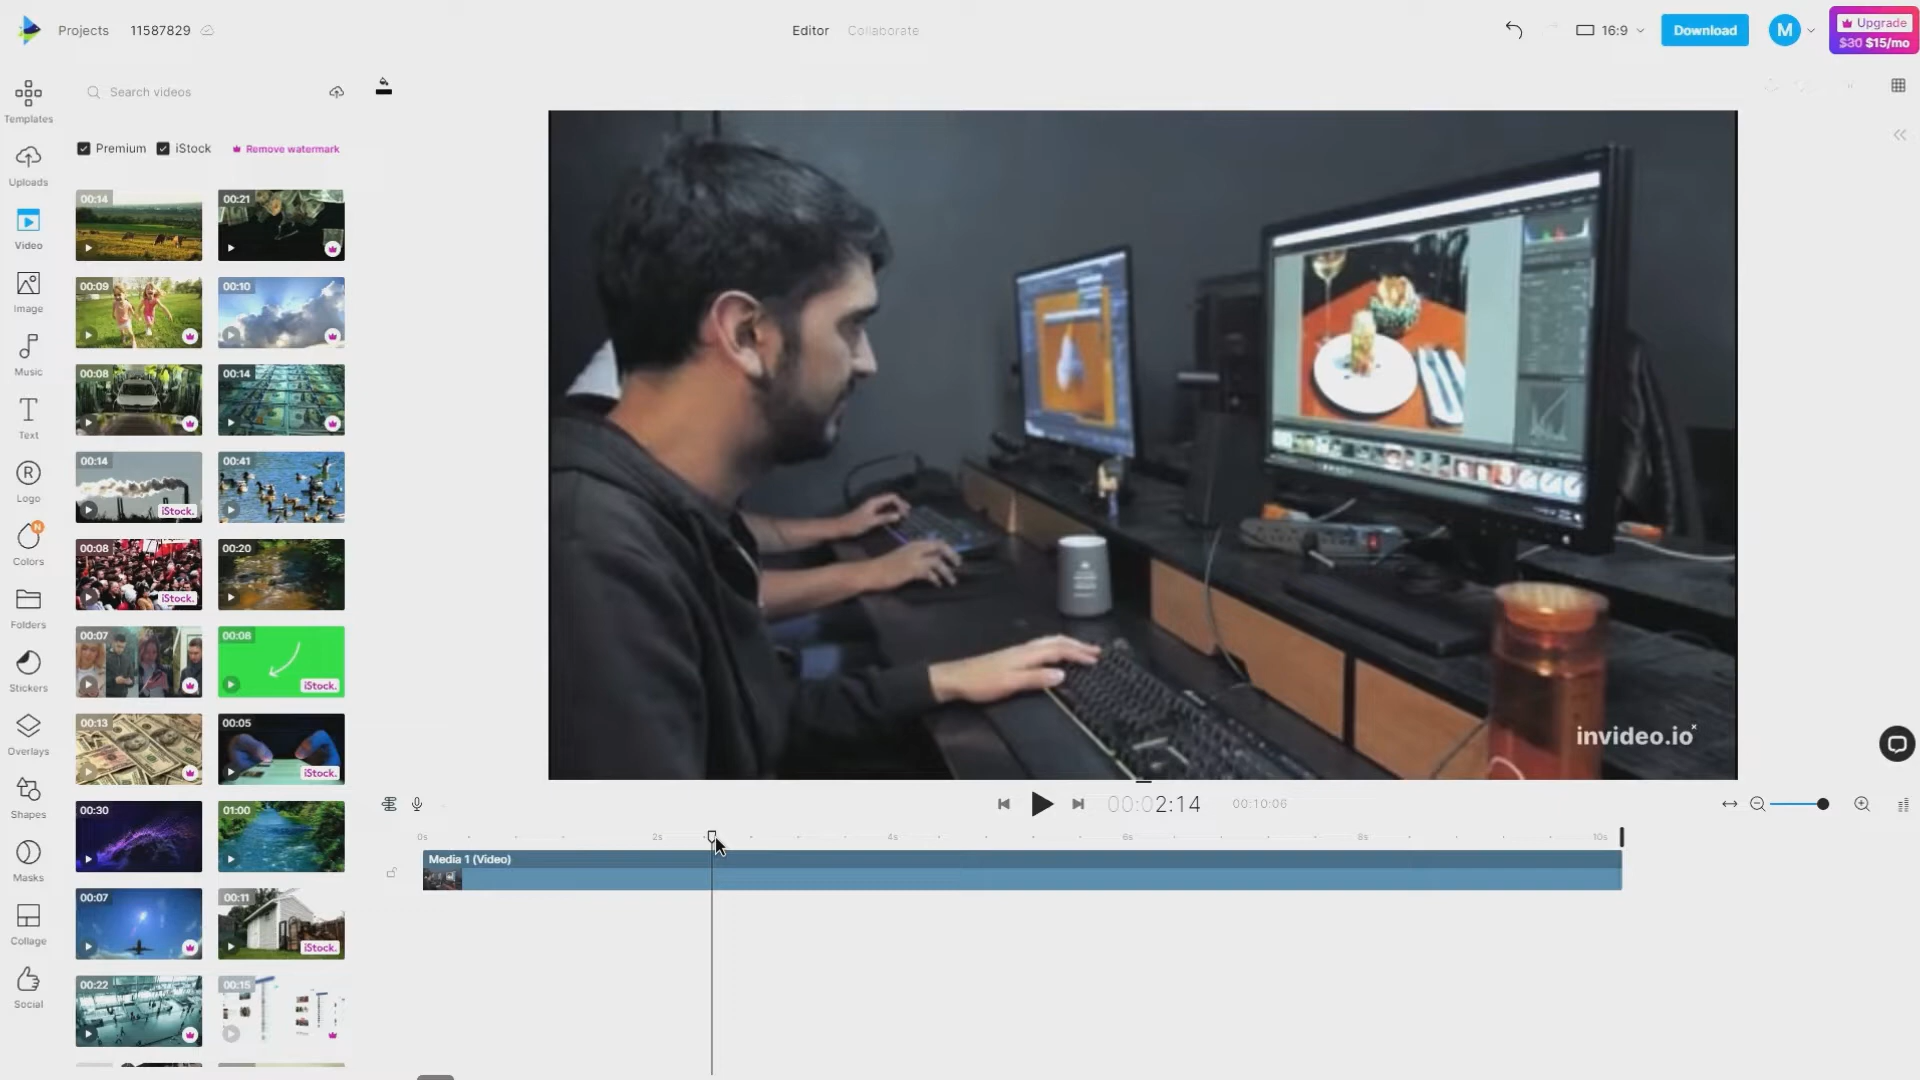 Projects 11587829
Editor Collaborate
16:9
Download
M
Upgrade
$30 $15/mo
Templates
Uploads
Video
Image
Music
Text
Logo
Colors
Folders
Stickers
Overlays
Shapes
Masks
Collage
Social
R
N
Search videos
Premium iStock Remove watermark
00:14 00:21
00:09 00:10
00:08 00:14
00:14 00:41
iStock.
00:08 00:20
iStock.
00:07 00:08
iStock.
00:13 00:05
iStock.
00:30 01:00
00:07 00:11
iStock.
00:22 00:15
invideo.io
00:02:14 00:10:06
0s 2s 4s 6s 8s 10s
Media 1 (Video)